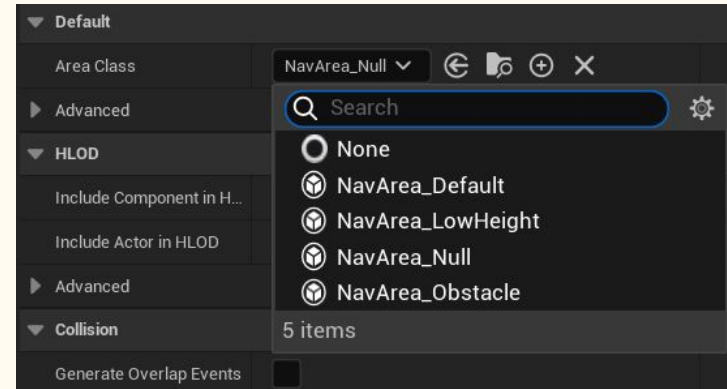 Default
Area Class NavArea_Null
Advanced
Search
HLOD
None
Include Component in H...
NavArea_Default
NavArea_LowHeight
Include Actor in HLOD
NavArea_Null
Advanced
NavArea_Obstacle
Collision
5 items
Generate Overlap Events